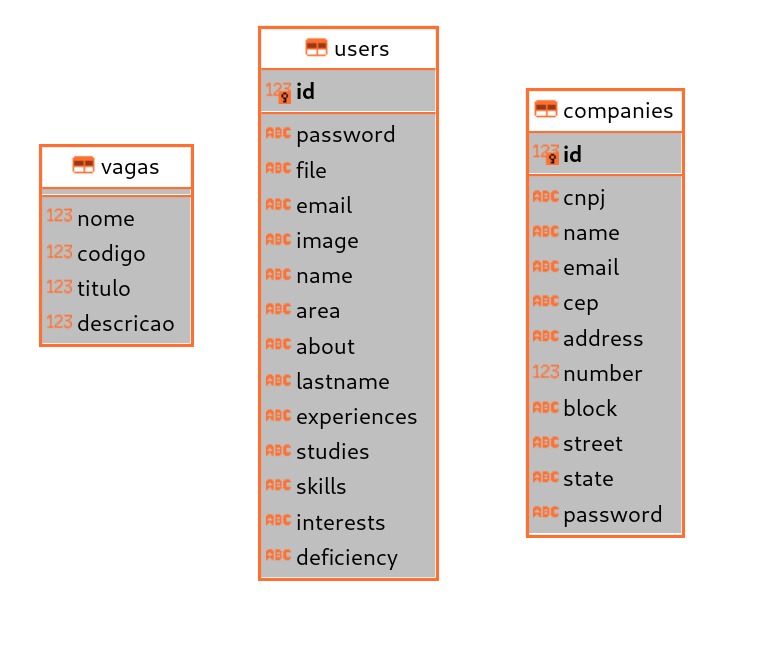 vagas
123 nome
123 codigo
123 titulo
123 descricao
users
123 id
ABC password
ABC file
ABC email
ABC image
ABC name
ABC area
ABC about
ABC lastname
ABC experiences
ABC studies
ABC skills
ABC interests
ABC deficiency
companies
123 id
ABC cnpj
ABC name
ABC email
ABC cep
ABC address
123 number
ABC block
ABC street
ABC state
ABC password